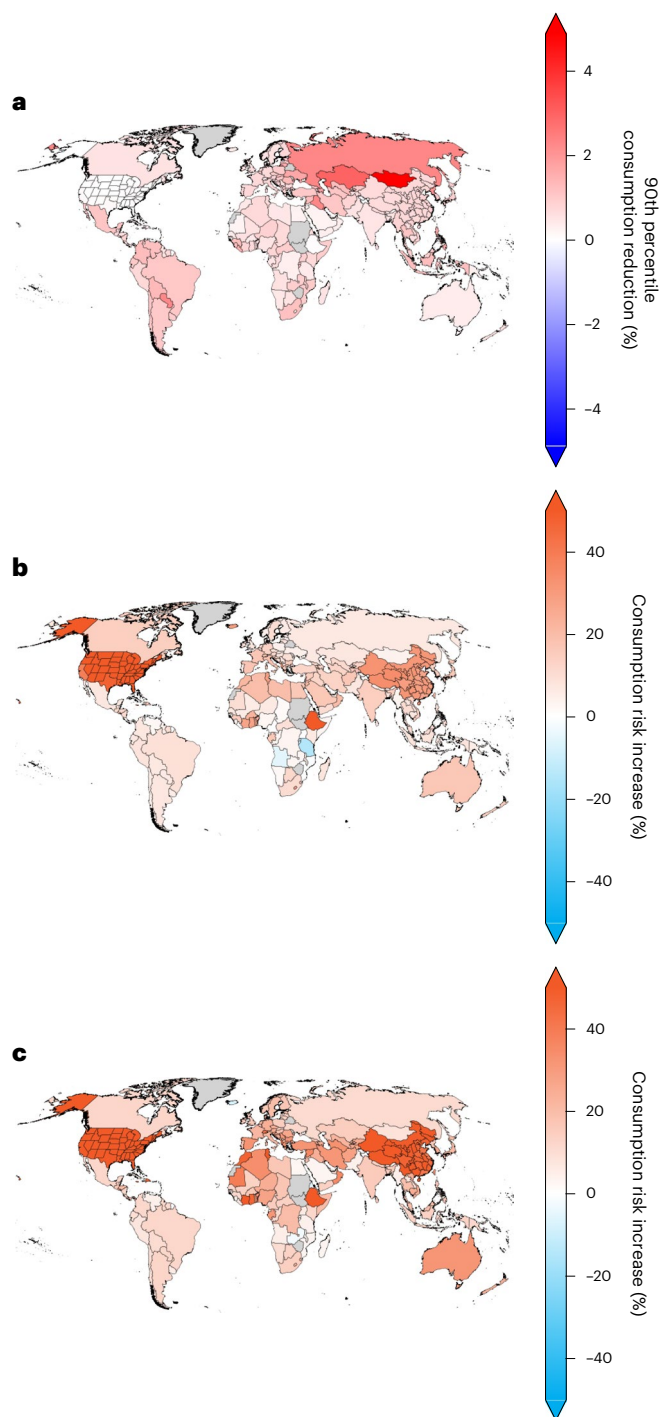 a
4
2
0
−2
−4
90th percentile
consumption reduction (%)
b
40
20
0
−20
−40
Consumption risk increase (%)
c
40
20
0
−20
−40
Consumption risk increase (%)